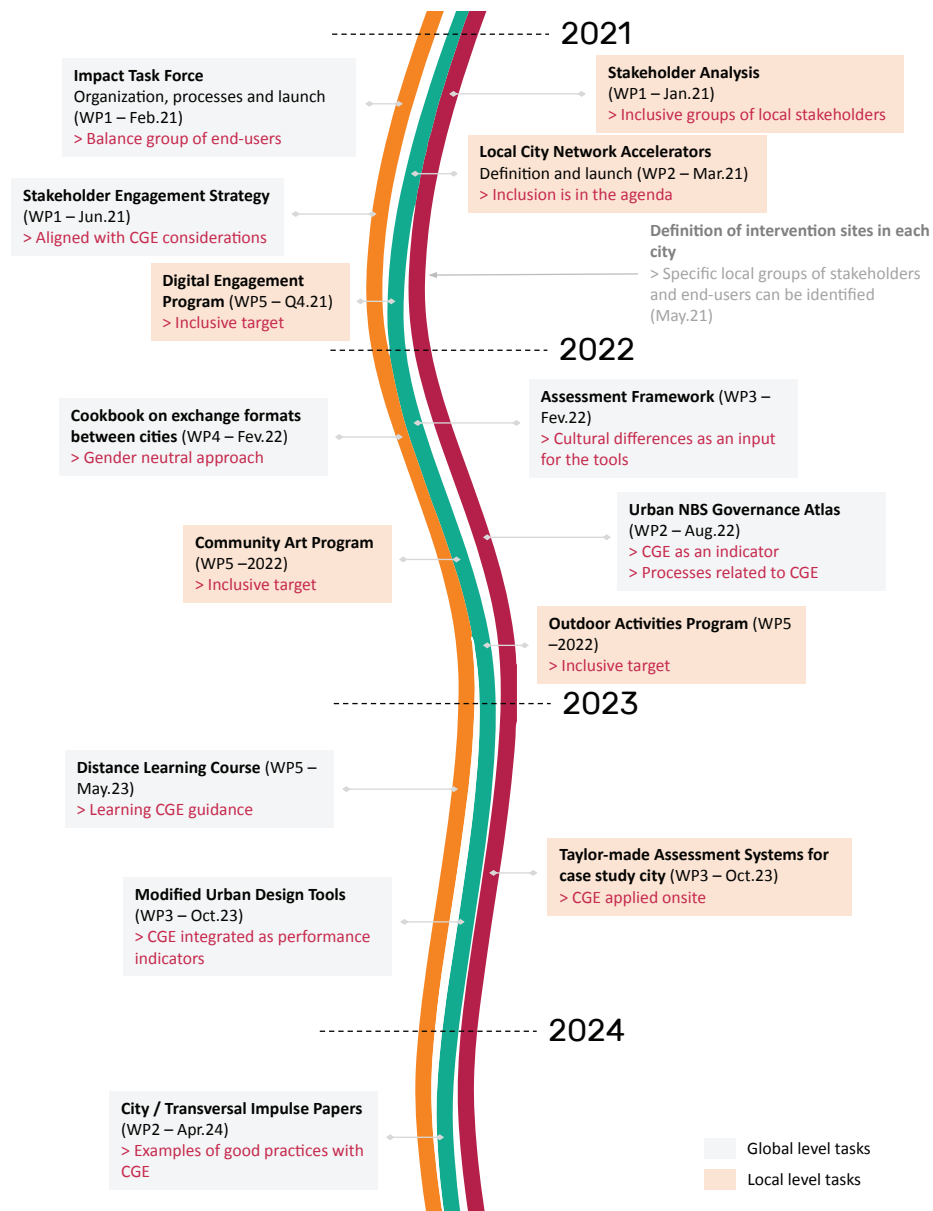 2021
Impact Task Force
Organization, processes and launch
(WP1 – Feb.21)
> Balance group of end-users
Stakeholder Analysis
(WP1 – Jan.21)
> Inclusive groups of local stakeholders
Local City Network Accelerators
Definition and launch (WP2 – Mar.21)
> Inclusion is in the agenda
Stakeholder Engagement Strategy
(WP1 – Jun.21)
> Aligned with CGE considerations
Definition of intervention sites in each
city
> Specific local groups of stakeholders
and end-users can be identified
(May.21)
Digital Engagement
Program (WP5 – Q4.21)
> Inclusive target
2022
Assessment Framework (WP3 –
Fev.22)
> Cultural differences as an input
for the tools
Cookbook on exchange formats
between cities (WP4 – Fev.22)
> Gender neutral approach
Urban NBS Governance Atlas
(WP2 – Aug.22)
> CGE as an indicator
> Processes related to CGE
Community Art Program
(WP5 –2022)
> Inclusive target
Outdoor Activities Program (WP5
–2022)
> Inclusive target
2023
Distance Learning Course (WP5 –
May.23)
> Learning CGE guidance
Taylor-made Assessment Systems for
case study city (WP3 – Oct.23)
> CGE applied onsite
Modified Urban Design Tools
(WP3 – Oct.23)
> CGE integrated as performance
indicators
2024
City / Transversal Impulse Papers
(WP2 – Apr.24)
> Examples of good practices with
CGE
Global level tasks
Local level tasks